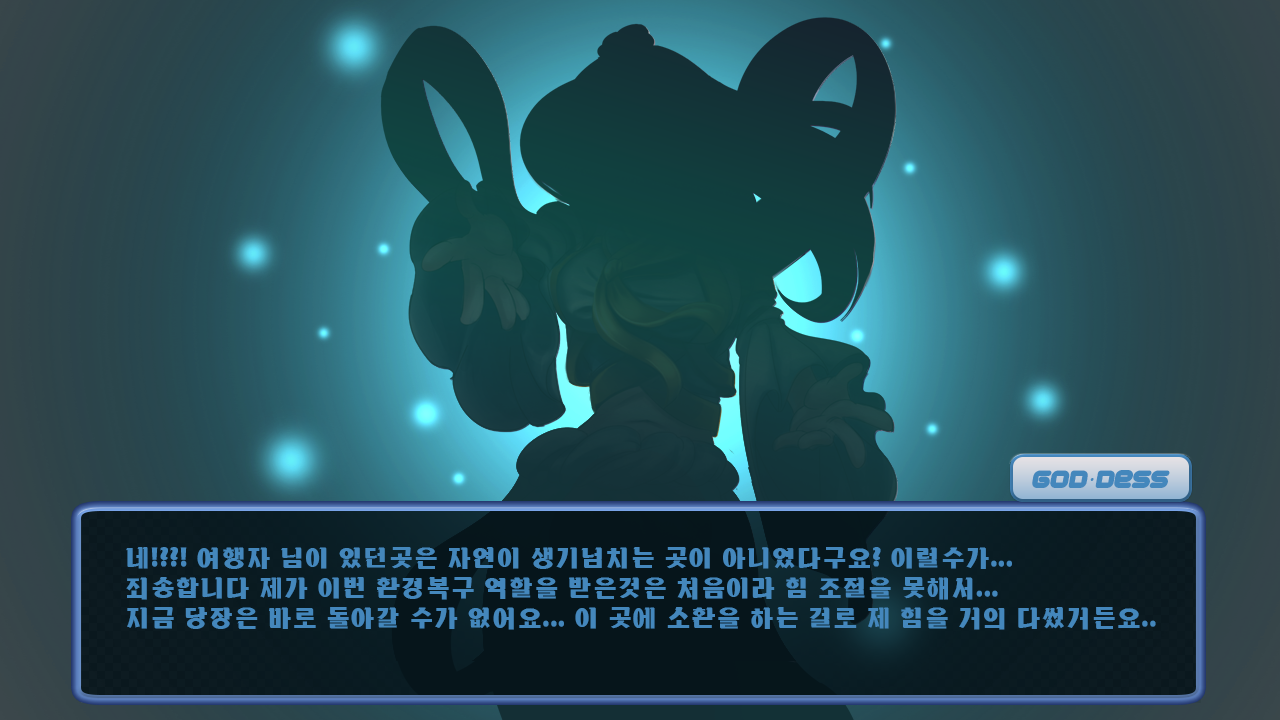 GOD·DESS
네!??! 여행자 님이 있던곳은 자연이 생기넘치는 곳이 아니였다구요? 이럴수가...
죄송합니다 제가 이번 환경복구 역할을 받은것은 처음이라 힘 조절을 못해서...
지금 당장은 바로 돌아갈 수가 없어요... 이 곳에 소환을 하는 걸로 제 힘을 거의 다썼거든요..